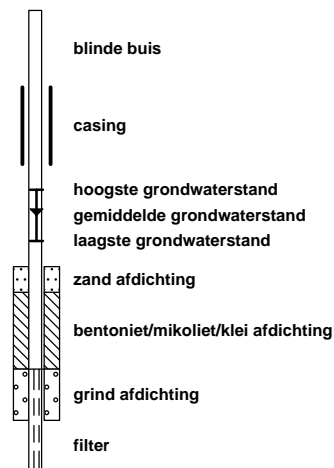 blinde buis
casing
hoogste grondwaterstand
gemiddelde grondwaterstand
laagste grondwaterstand
zand afdichting
bentoniet/mikoliet/klei afdichting
grind afdichting
filter